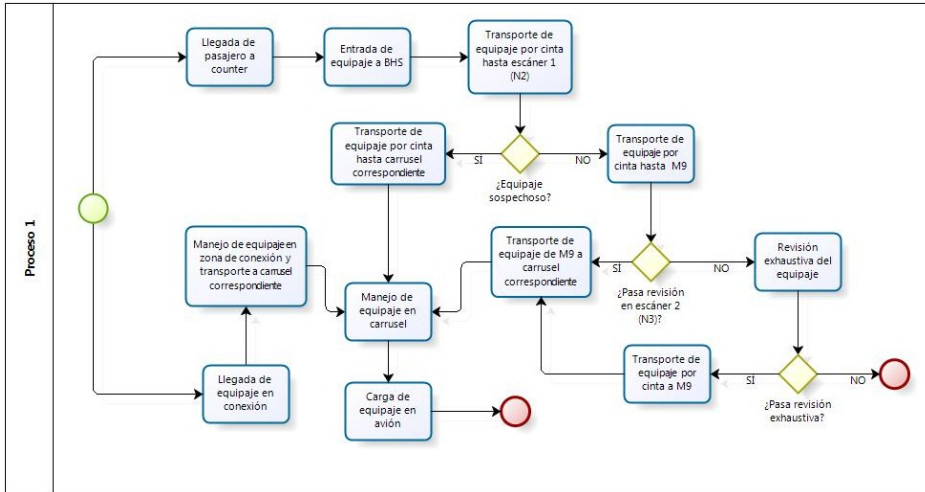 Proceso 1
Llegada de
pasajero a
counter
Entrada de
equipaje a BHS
Transporte de
equipaje por cinta
hasta escáner 1
(N2)
Transporte de
equipaje por cinta
hasta carrusel
correspondiente
SÍ
¿Equipaje
sospechoso?
NO
Transporte de
equipaje por
cinta hasta M9
Manejo de equipaje en
zona de conexión y
transporte a carrusel
correspondiente
Manejo de
equipaje en
carrusel
Transporte de
equipaje de M9 a
carrusel
correspondiente
SÍ
¿Pasa revisión
en escáner 2
(N3)?
NO
Revisión
exhaustiva del
equipaje
Llegada de
equipaje en
conexión
Carga de
equipaje en
avión
Transporte de
equipaje por
cinta a M9
SÍ
¿Pasa revisión
exhaustiva?
NO